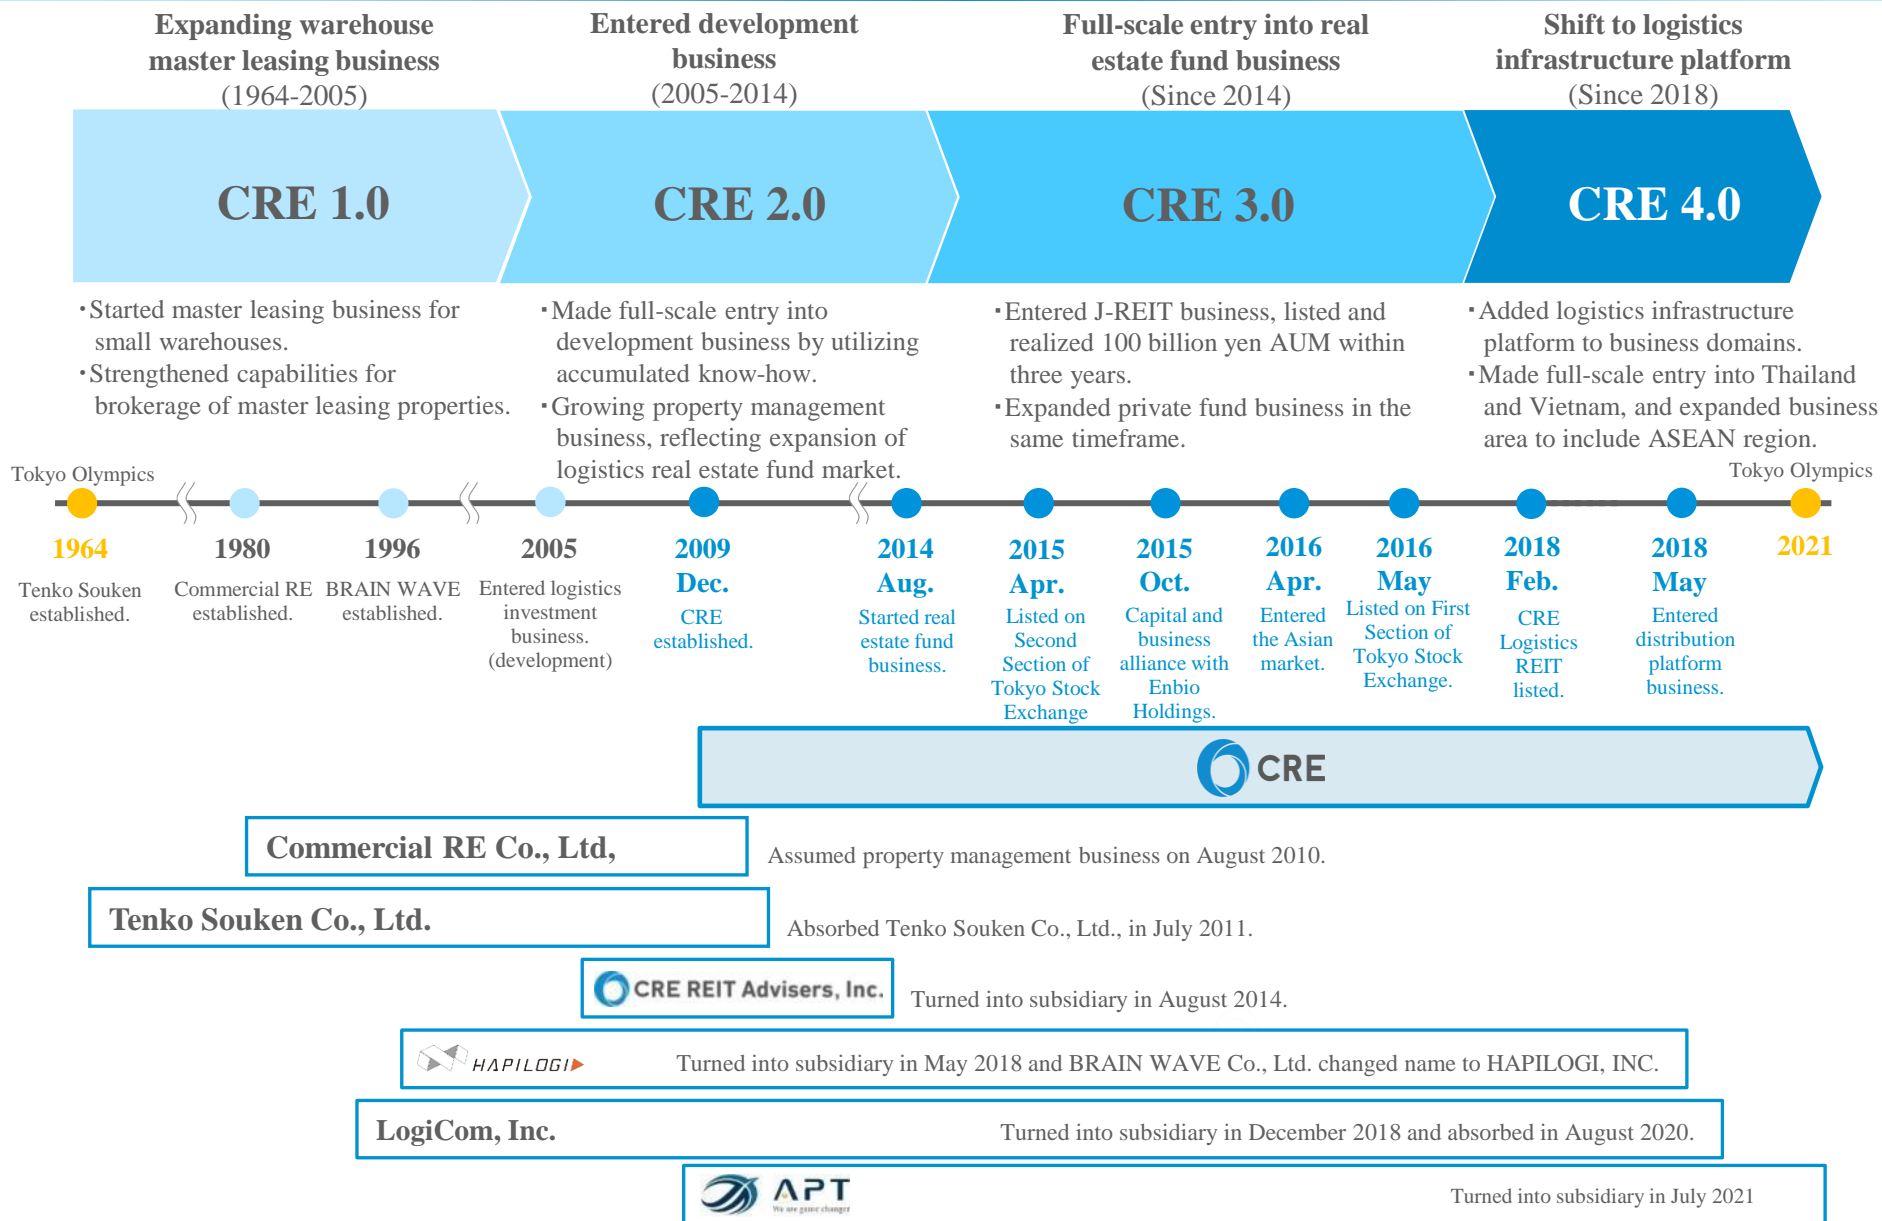 Expanding warehouse
master leasing business
(1964-2005)
Entered development
business
(2005-2014)
Full-scale entry into real
estate fund business
(Since 2014)
Shift to logistics
infrastructure platform
(Since 2018)
CRE 1.0
CRE 2.0
CRE 3.0
CRE 4.0
・Started master leasing business for
small warehouses.
・Strengthened capabilities for
brokerage of master leasing properties.
・Made full-scale entry into
development business by utilizing
accumulated know-how.
・Growing property management
business, reflecting expansion of
logistics real estate fund market.
・Entered J-REIT business, listed and
realized 100 billion yen AUM within
three years.
・Expanded private fund business in the
same timeframe.
・Added logistics infrastructure
platform to business domains.
・Made full-scale entry into Thailand
and Vietnam, and expanded business
area to include ASEAN region.
Tokyo Olympics
Tokyo Olympics
1964
Tenko Souken
established.
1980
Commercial RE
established.
1996
BRAIN WAVE
established.
2005
Entered logistics
investment
business.
(development)
2009
Dec.
CRE
established.
2014
Aug.
Started real
estate fund
business.
2015
Apr.
Listed on
Second
Section of
Tokyo Stock
Exchange
2015
Oct.
Capital and
business
alliance with
Enbio
Holdings.
2016
Apr.
Entered
the Asian
market.
2016
May
Listed on First
Section of
Tokyo Stock
Exchange.
2018
Feb.
CRE
Logistics
REIT
listed.
2018
May
Entered
distribution
platform
business.
2021
CRE
Commercial RE Co., Ltd,
Assumed property management business on August 2010.
Tenko Souken Co., Ltd.
Absorbed Tenko Souken Co., Ltd., in July 2011.
CRE REIT Advisers, Inc.
Turned into subsidiary in August 2014.
HAPILOGI
Turned into subsidiary in May 2018 and BRAIN WAVE Co., Ltd. changed name to HAPILOGI, INC.
LogiCom, Inc.
Turned into subsidiary in December 2018 and absorbed in August 2020.
APT
We are game changer
Turned into subsidiary in July 2021